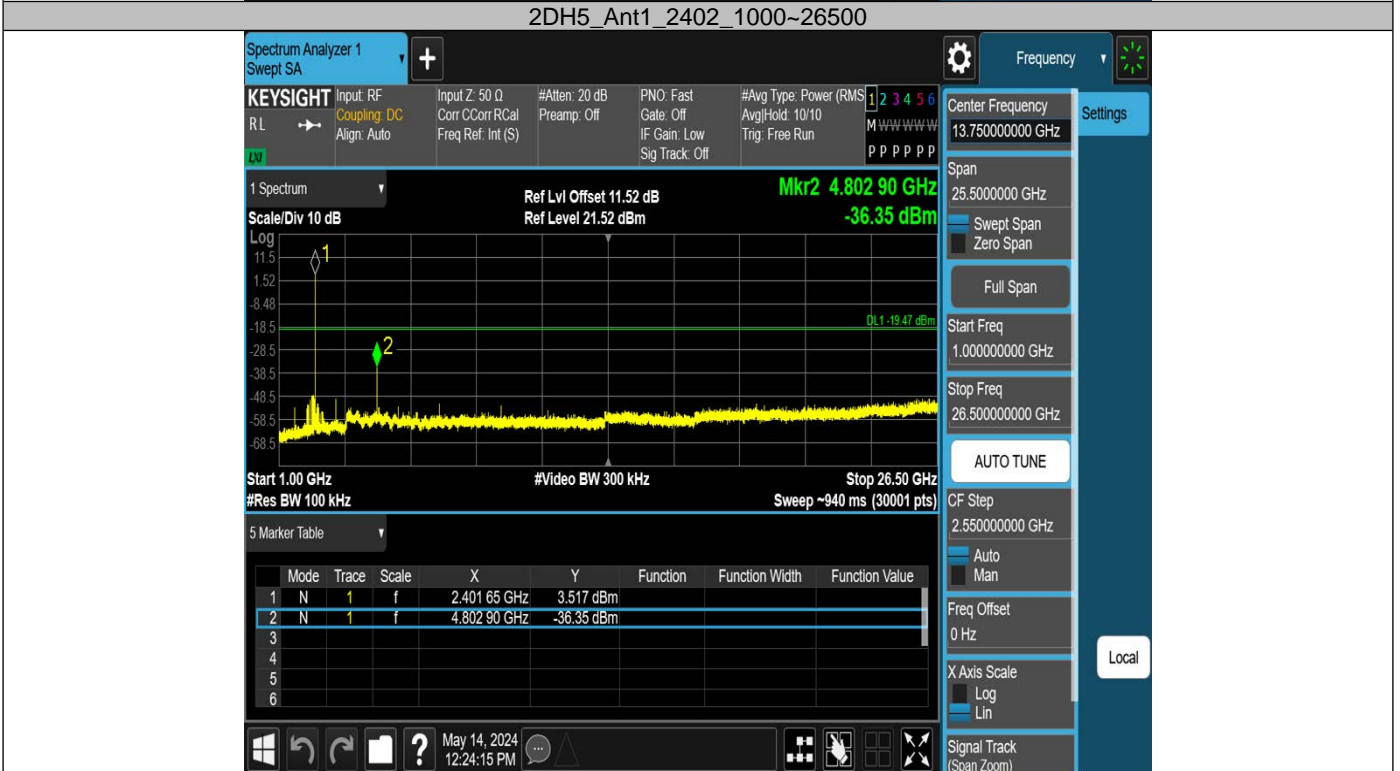 2DH5_Ant1_2402_1000~26500
Spectrum Analyzer 1
Swept SA
+
Frequency
KEYSIGHT
RL
LXI
Input: RF
Coupling: DC
Align: Auto
Input Z: 50 Ω
Corr CCorr RCal
Freq Ref: Int (S)
#Atten: 20 dB
Preamp: Off
PNO: Fast
Gate: Off
IF Gain: Low
Sig Track: Off
#Avg Type: Power (RMS
Avg|Hold: 10/10
Trig: Free Run
1 2 3 4 5 6
M W W W W W
P P P P P P
1 Spectrum
Scale/Div 10 dB
Ref Lvl Offset 11.52 dB
Ref Level 21.52 dBm
Mkr2 4.802 90 GHz
-36.35 dBm
Log
11.5
1.52
-8.48
-18.5
-28.5
-38.5
-48.5
-58.5
-68.5
1
2
DL1 -19.47 dBm
Start 1.00 GHz
#Video BW 300 kHz
Stop 26.50 GHz
#Res BW 100 kHz
Sweep ~940 ms (30001 pts)
5 Marker Table
Mode Trace Scale X Y Function Function Width Function Value
1 N 1 f 2.401 65 GHz 3.517 dBm
2 N 1 f 4.802 90 GHz -36.35 dBm
3
4
5
6
?
May 14, 2024
12:24:15 PM
Center Frequency
13.750000000 GHz
Settings
Span
25.5000000 GHz
Swept Span
Zero Span
Full Span
Start Freq
1.000000000 GHz
Stop Freq
26.500000000 GHz
AUTO TUNE
CF Step
2.550000000 GHz
Auto
Man
Freq Offset
0 Hz
Local
X Axis Scale
Log
Lin
Signal Track
(Span Zoom)